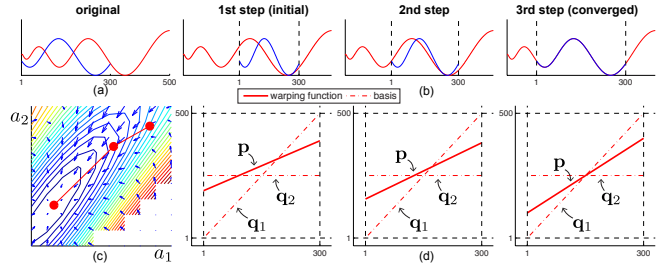 original
1st step (initial)
2nd step
3rd step (converged)
1 300 500
1 300
1 300
1 300
(a)
(b)
warping function basis
a₂
a₁
(c)
500
1
1 300
p
q₂
q₁
500
1
1 300
p
q₂
q₁
(d)
500
1
1 300
p
q₂
q₁